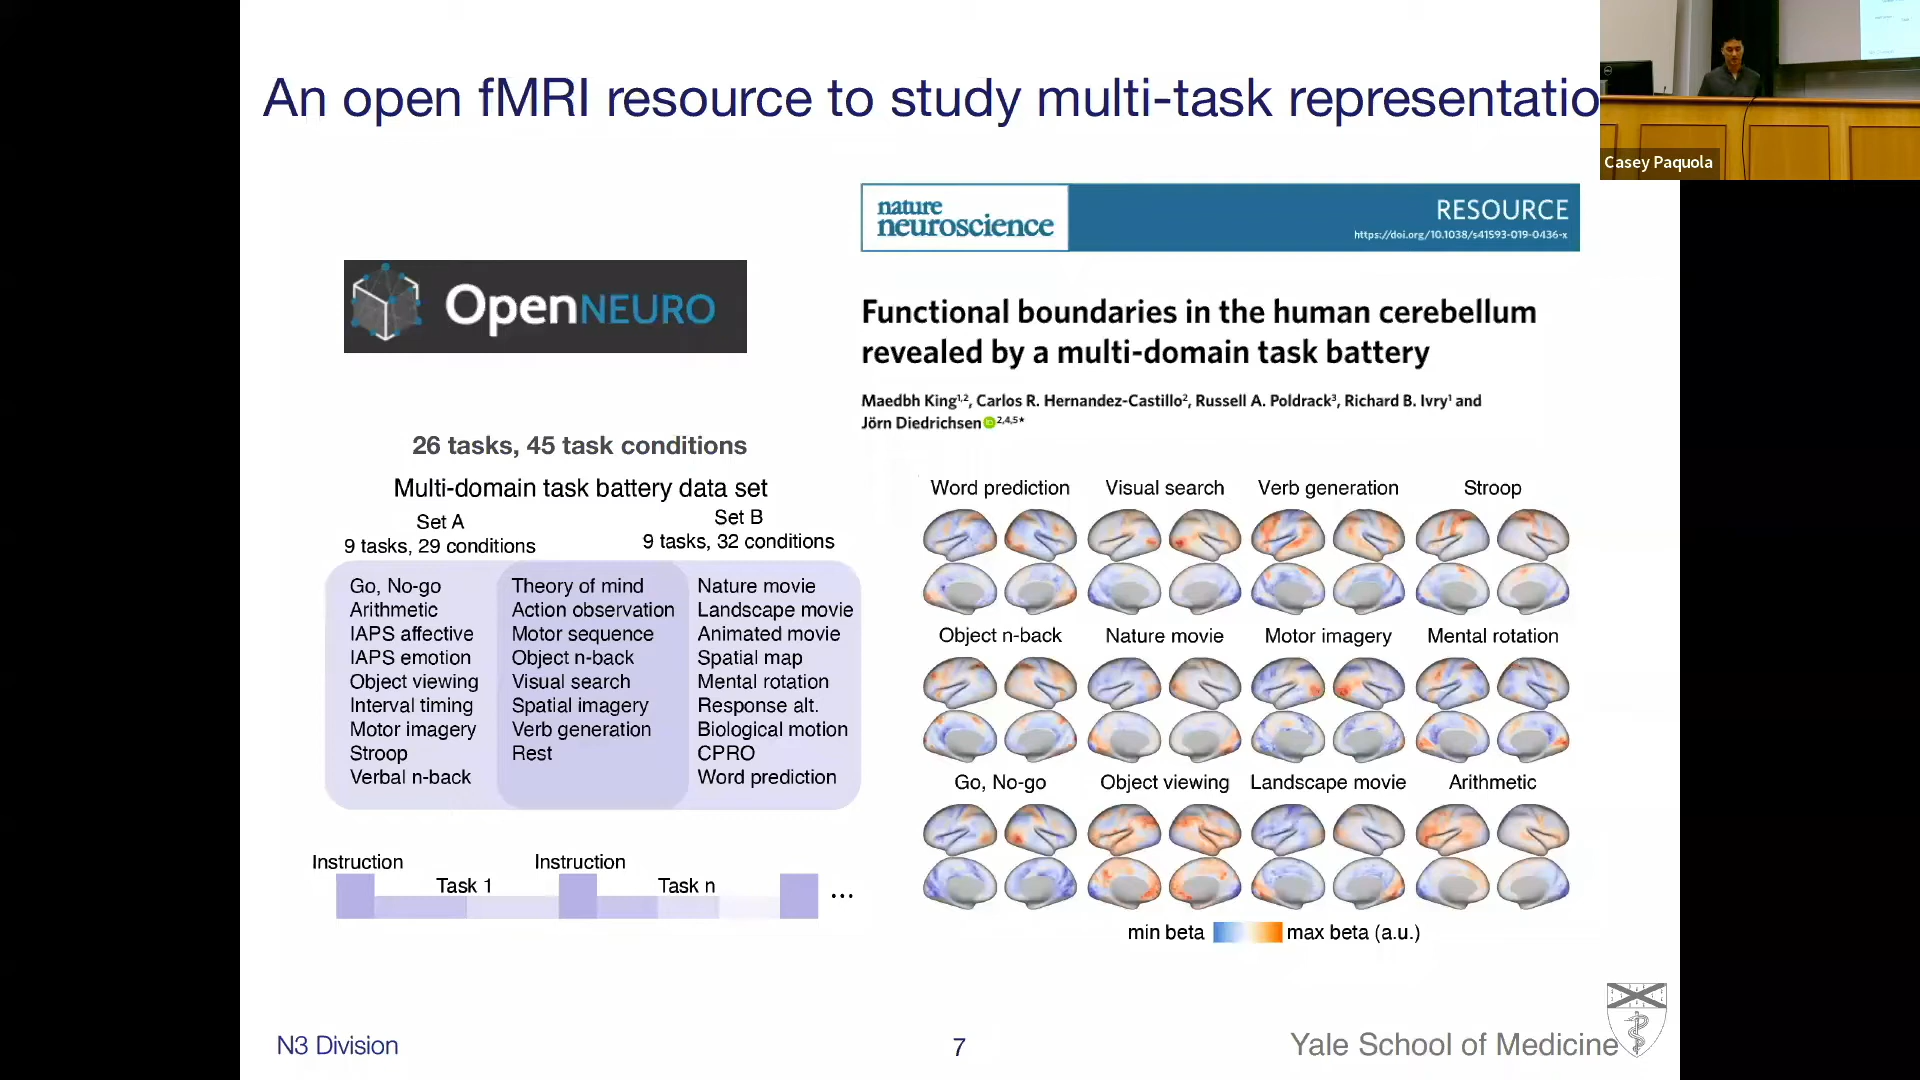 An open fMRI resource to study multi-task representatio
Casey Paquola
nature
neuroscience
RESOURCE
https://doi.org/10.1038/s41593-019-0436-x
OpenNEURO
Functional boundaries in the human cerebellum
revealed by a multi-domain task battery
Maedbh King1,2, Carlos R. Hernandez-Castillo2, Russell A. Poldrack3, Richard B. Ivry1 and
Jörn Diedrichsen 2,4,5*
26 tasks, 45 task conditions
Multi-domain task battery data set
Set A
9 tasks, 29 conditions
Set B
9 tasks, 32 conditions
Go, No-go
Arithmetic
IAPS affective
IAPS emotion
Object viewing
Interval timing
Motor imagery
Stroop
Verbal n-back
Theory of mind
Action observation
Motor sequence
Object n-back
Visual search
Spatial imagery
Verb generation
Rest
Nature movie
Landscape movie
Animated movie
Spatial map
Mental rotation
Response alt.
Biological motion
CPRO
Word prediction
Instruction
Task 1
Instruction
Task n
...
Word prediction Visual search Verb generation Stroop
Object n-back Nature movie Motor imagery Mental rotation
Go, No-go Object viewing Landscape movie Arithmetic
min beta max beta (a.u.)
N3 Division
7
Yale School of Medicine